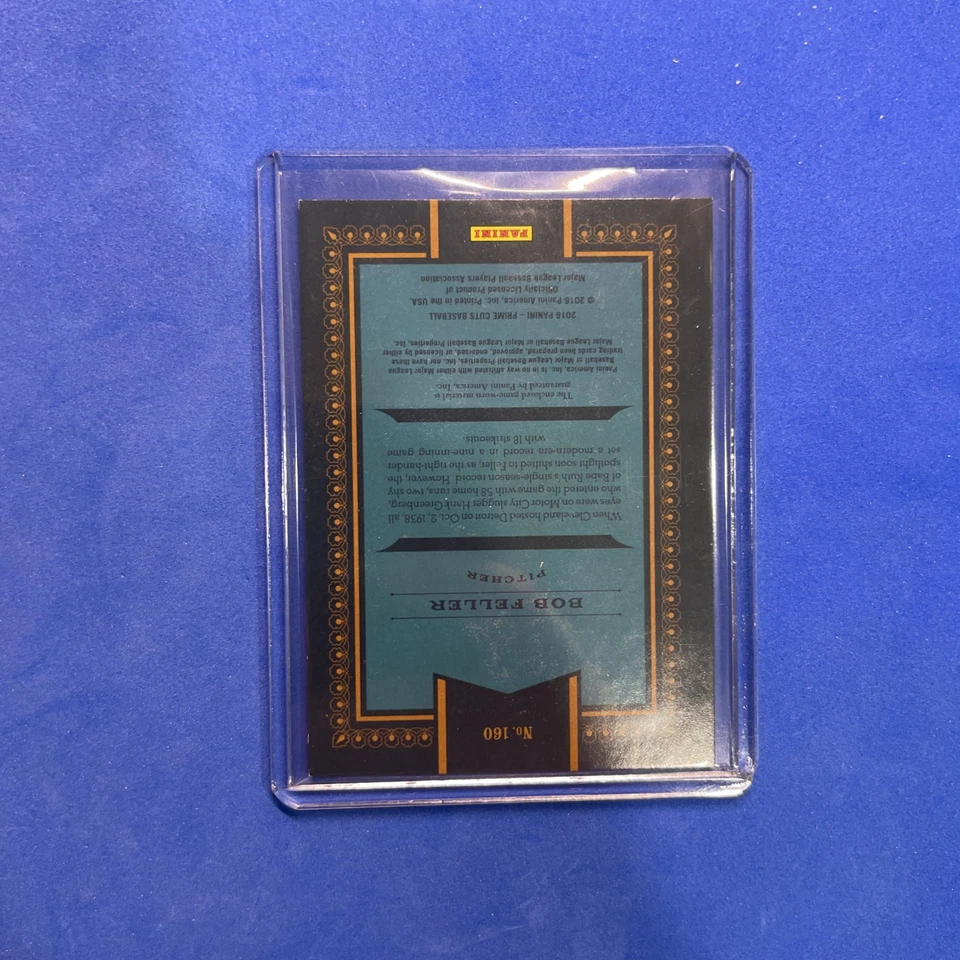 No. 160
BOB FELLER
PITCHER
When Cleveland hosted Detroit on Oct. 2, 1938, all
eyes were on Motor City slugger Hank Greenberg,
who entered the game with 58 home runs, two shy
of Babe Ruth's single-season record. However, the
spotlight soon shifted to Feller, as the right-hander
set a modern-era record in a nine-inning game
with 18 strikeouts.
The enclosed game-worn material is
guaranteed by Panini America, Inc.
Panini America, Inc. is in no way affiliated with either Major League
Baseball or Major League Baseball Properties, Inc. nor have these
trading cards been prepared, approved, endorsed, or licensed by either
Major League Baseball or Major League Baseball Properties, Inc.
2016 PANINI – PRIME CUTS BASEBALL
© 2016 Panini America, Inc. Printed in the USA
Officially Licensed Product of
Major League Baseball Players Association
PANINI